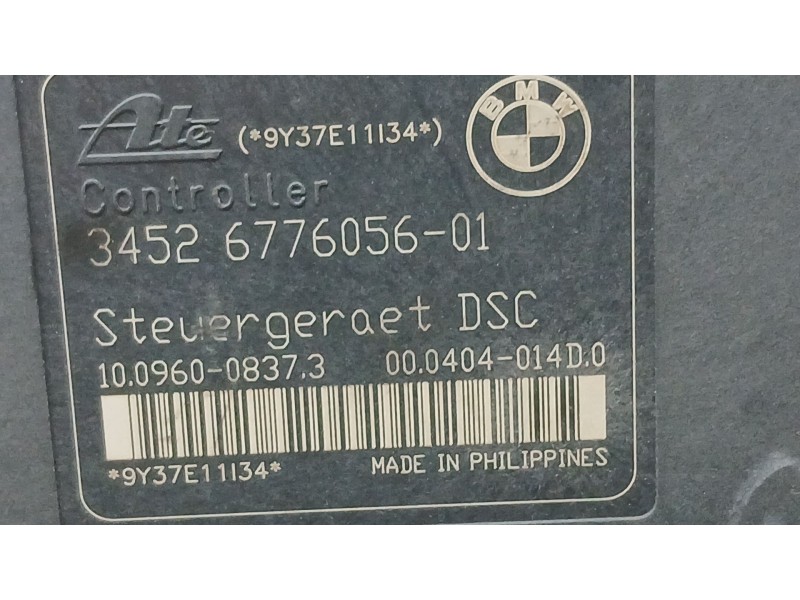 Ate (*9Y37E11I34*)
BMW
Controller
3452 6776056-01
Steuergeraet DSC
10.0960-0837.3 00.0404-014D.0
*9Y37E11I34* MADE IN PHILIPPINES